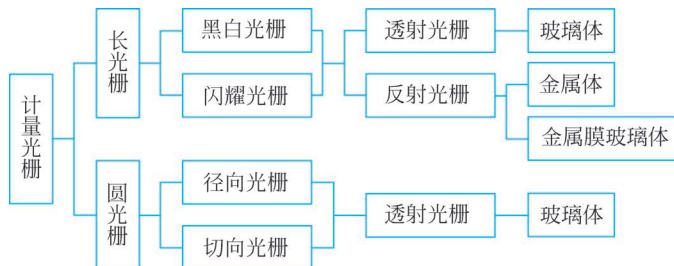 计量光栅
长光栅
黑白光栅
闪耀光栅
透射光栅
玻璃体
反射光栅
金属体
金属膜玻璃体
圆光栅
径向光栅
切向光栅
透射光栅
玻璃体